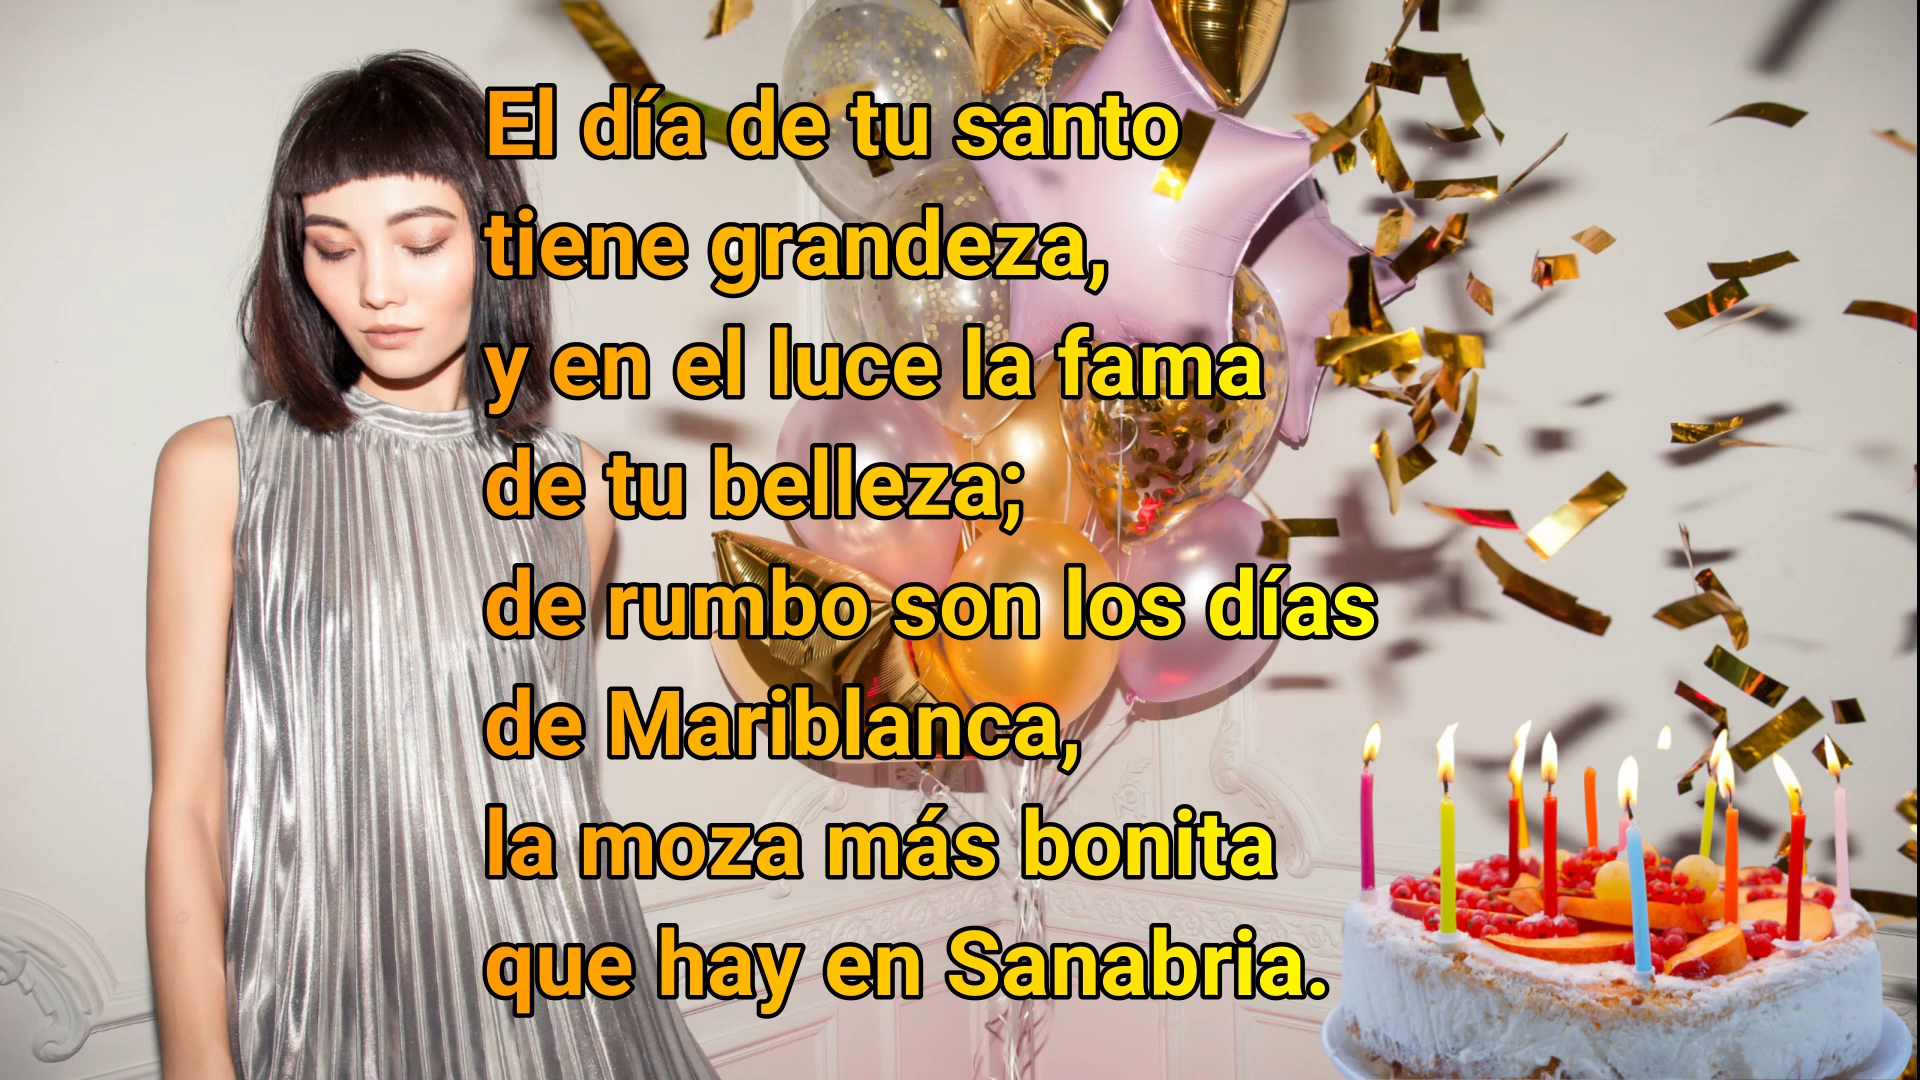 El día de tu santo
tiene grandeza,
y en el luce la fama
de tu belleza;
de rumbo son los días
de Mariblanca,
la moza más bonita
que hay en Sanabria.